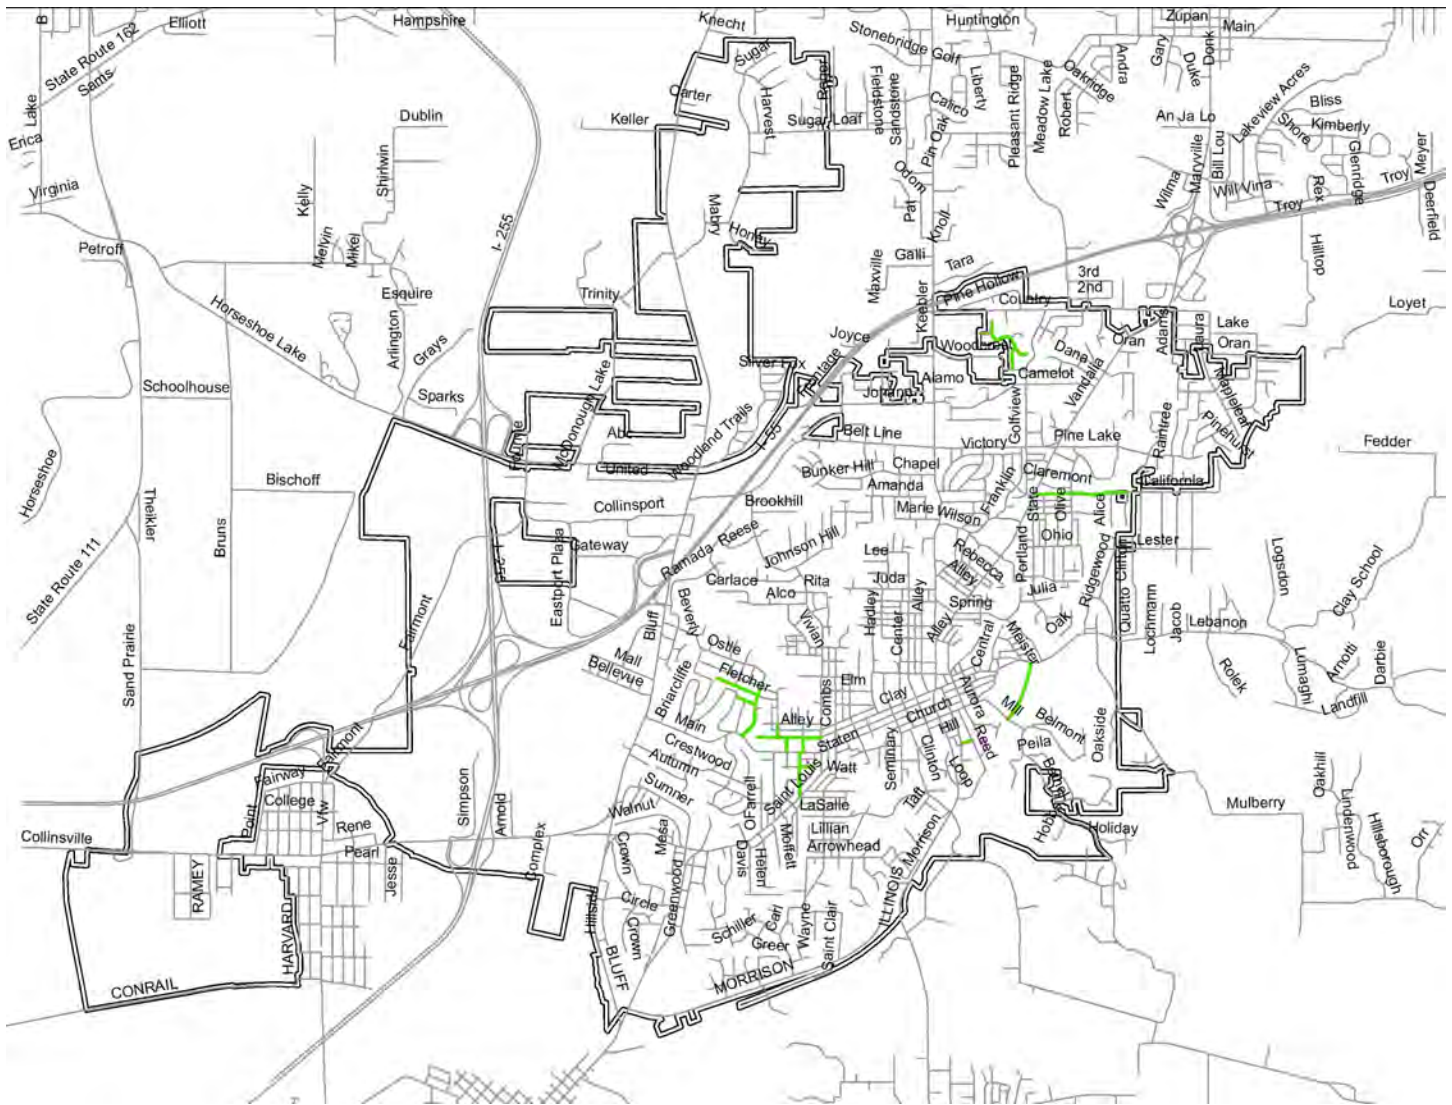 B
Elliott
Hampshire
Knecht
Huntington
Zupan
Main
State Route 162
Sams
Sugar
Stonebridge Golf
Andra
Gary
Duke
Donk
Lake
Carter
Harvest
Fieldstone
Sandstone
Liberty
Calico
Pleasant Ridge
Meadow Lake
Oakridge
Robert
Lakeview Acres
Bliss
Erica
Dublin
Keller
Sugar Loaf
Pin Oak
An Ja Lo
Shore
Kimberly
Virginia
Kelly
Shirlwin
Odom
Wilma
Maryville
Bill Lou
Will Vina
Rex
Glenridge
Troy
Meyer
Deerfield
Petroff
Melvin
Mikel
I- 255
Mabry
Honey
Pat
Knoll
Galli
Troy
Hilltop
Esquire
Trinity
Maxville
Tara
Pine Hollow
3rd
2nd
Country
Loyet
Horseshoe Lake
Arlington
Grays
Joyce
Keebler
Oran
Adams
Laura
Lake
Oran
Schoolhouse
Sparks
Silver Fox
Heritage
Woodcrest
Alamo
Johann
Dana
Camelot
Vandalia
Mapleleaf
Pinehurst
McDonough Lake
Abc
United
Woodland Trails
I- 55
Belt Line
Victory
Golfview
Pine Lake
Raintree
Fedder
Horseshoe
Bischoff
Bunker Hill
Chapel
Amanda
Claremont
California
Theikler
Bruns
Collinsport
Brookhill
Marie Wilson
Franklin
State
Olive
Alice
State Route 111
I- 255
Eastport Plaza
Gateway
Ramada
Reese
Johnson Hill
Lee
Rebecca
Alley
Portland
Ohio
Lester
Logsdon
Clay School
Carlace
Rita
Alco
Juda
Alley
Spring
Julia
Ridgewood
Clifton
Quatto
Lochmann
Jacob
Lebanon
Fairmont
Bluff
Beverly
Vivian
Hadley
Center
Alley
Central
Meister
Oak
Rolek
Lumaghi
Arnotti
Darbie
Landfill
Sand Prairie
Mall
Bellevue
Ostle
Fletcher
Elm
Combs
Clay
Church
Aurora
Reed
Mill
Belmont
Briarcliffe
Main
Alley
Staten
Hill
Peila
Oakside
Fairmont
Crestwood
Autumn
Saint Louis
Watt
Seminary
Clinton
Loop
Fairway
College
Point
Simpson
Arnold
Sumner
Walnut
OFarrell
LaSalle
Taft
Mulberry
Oakhill
Lindenwood
Hillsborough
Orr
Collinsville
Rene
Pearl
Jesse
Complex
Crown
Mesa
Davis
Helen
Moffett
Lillian
Arrowhead
Morrison
Holiday
RAMEY
HARVARD
Hillside
Circle
Crown
Greenwood
Schiller
Carl
Greer
Wayne
Saint Clair
ILLINOIS
CONRAIL
BLUFF
MORRISON